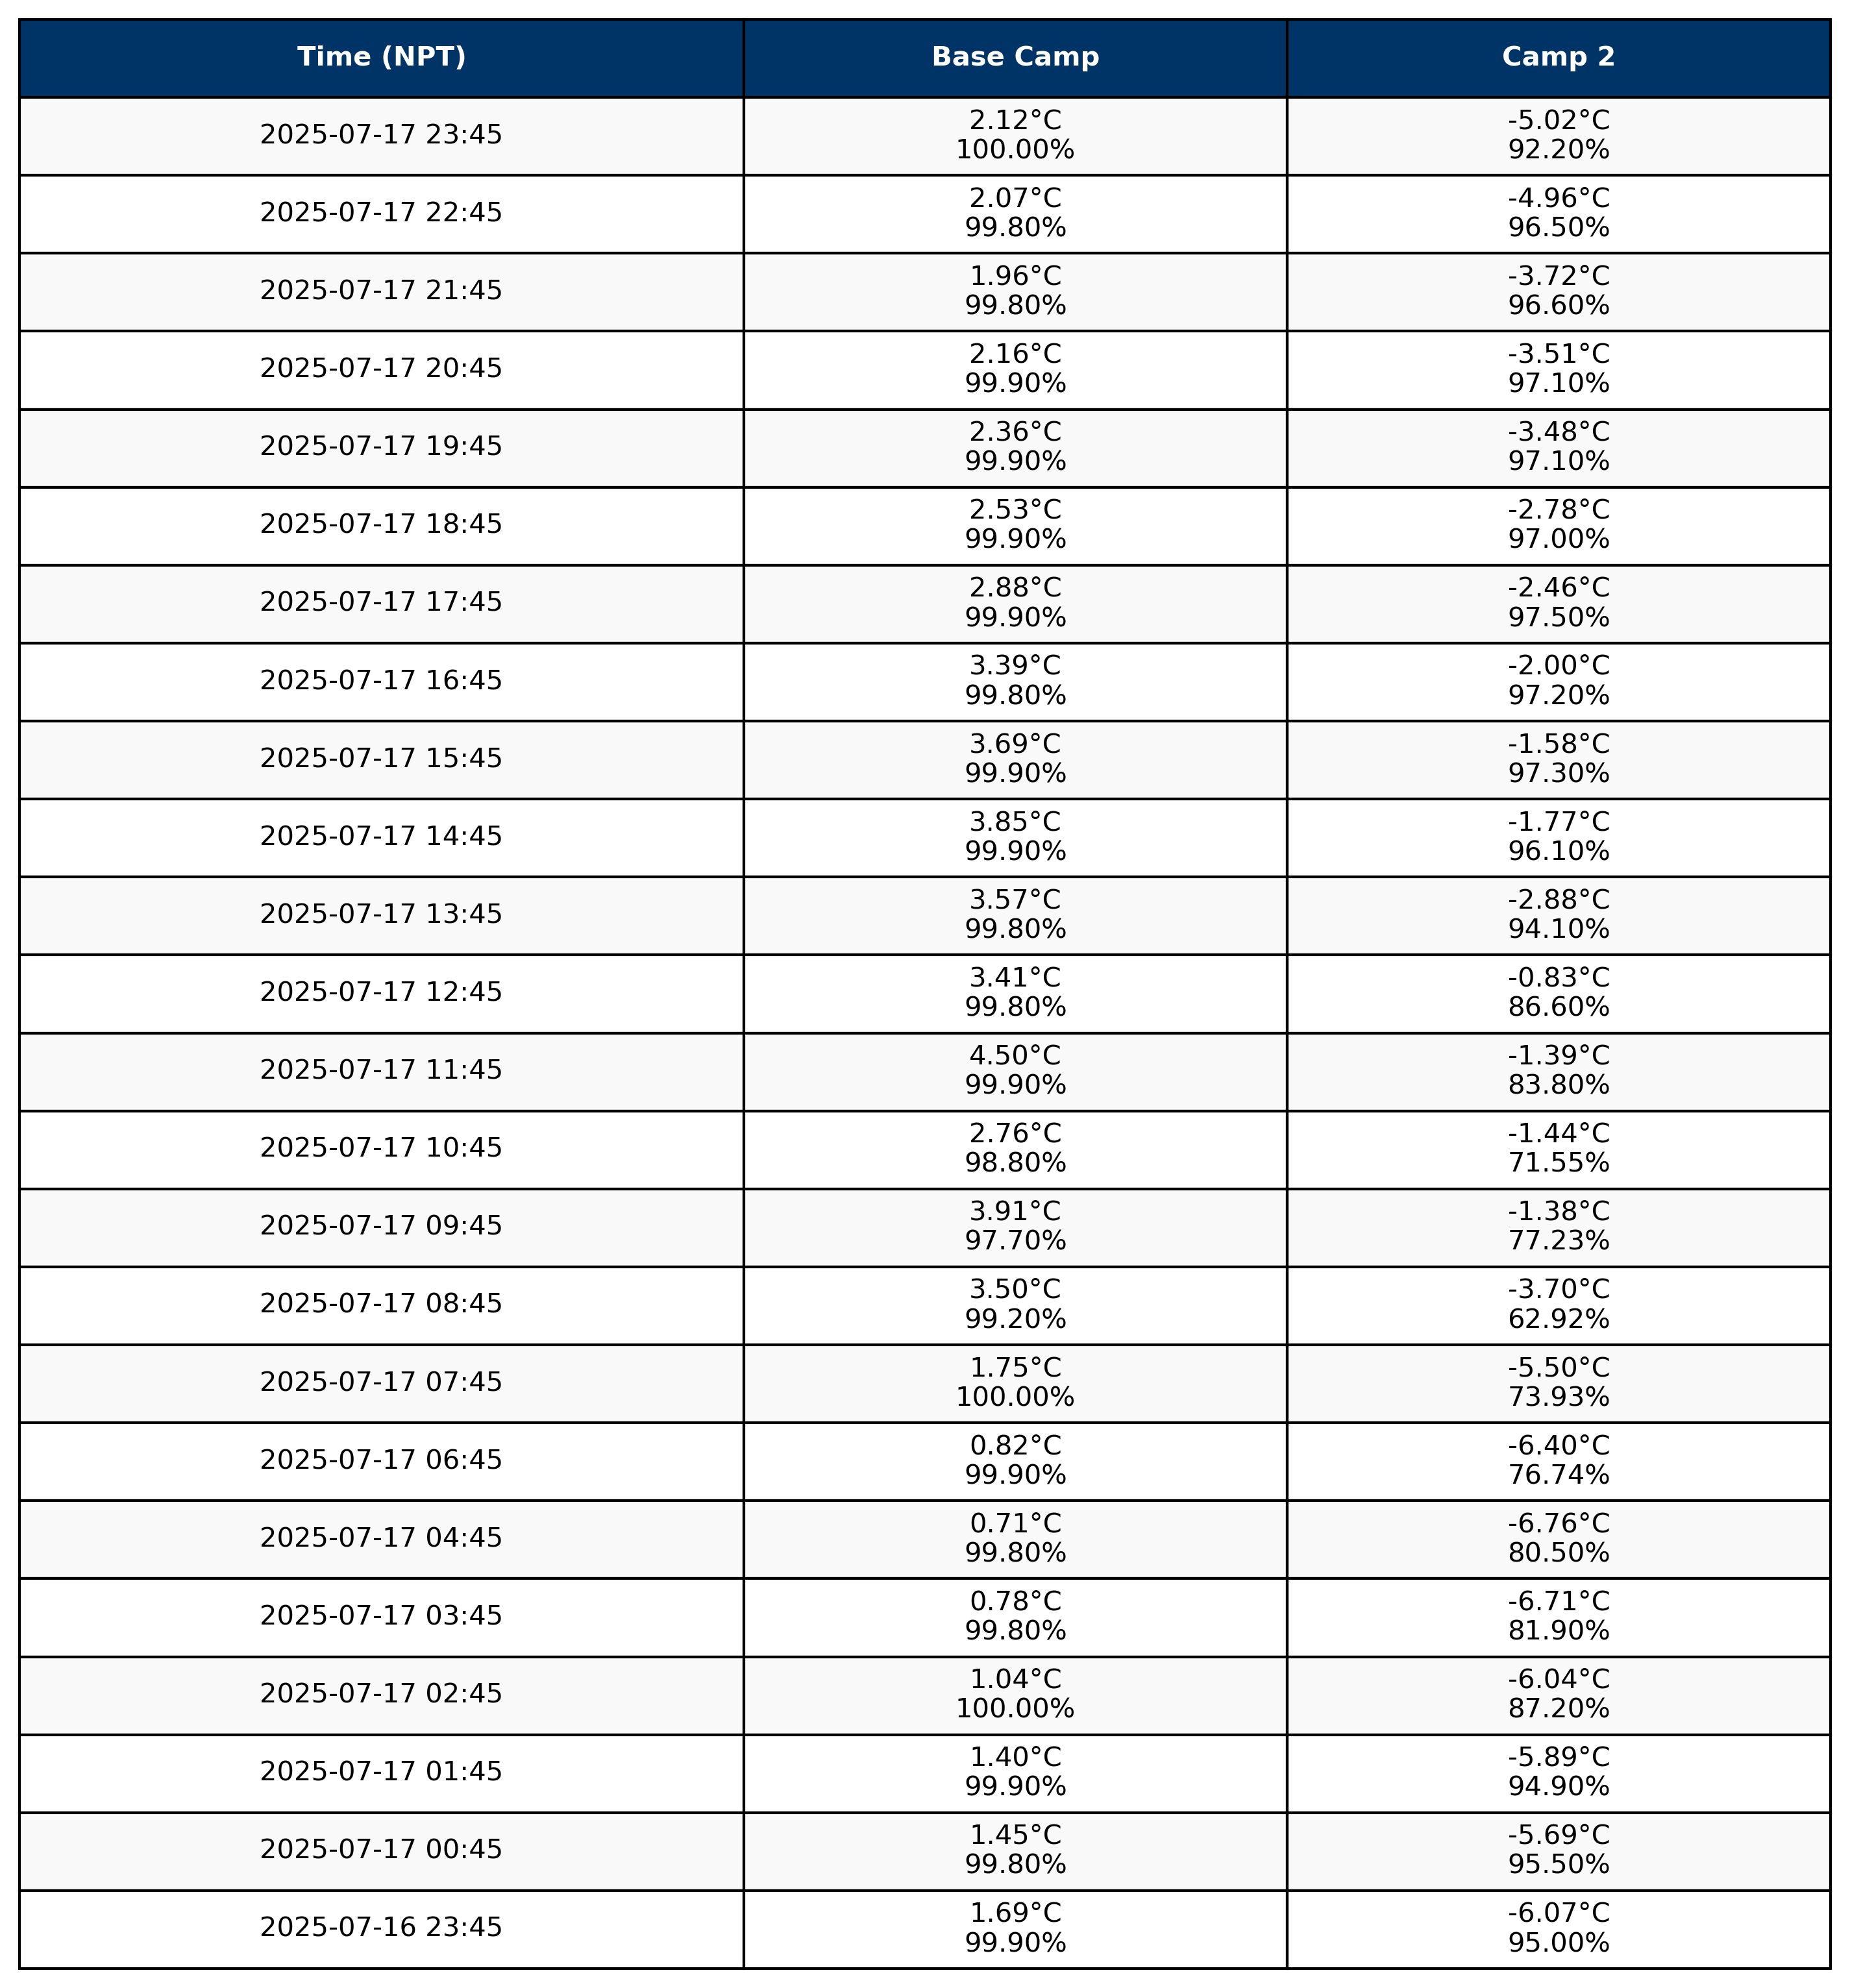 Time (NPT) Base Camp Camp 2
2025-07-17 23:45 2.12°C -5.02°C
100.00% 92.20%
2025-07-17 22:45 2.07°C -4.96°C
99.80% 96.50%
2025-07-17 21:45 1.96°C -3.72°C
99.80% 96.60%
2025-07-17 20:45 2.16°C -3.51°C
99.90% 97.10%
2025-07-17 19:45 2.36°C -3.48°C
99.90% 97.10%
2025-07-17 18:45 2.53°C -2.78°C
99.90% 97.00%
2025-07-17 17:45 2.88°C -2.46°C
99.90% 97.50%
2025-07-17 16:45 3.39°C -2.00°C
99.80% 97.20%
2025-07-17 15:45 3.69°C -1.58°C
99.90% 97.30%
2025-07-17 14:45 3.85°C -1.77°C
99.90% 96.10%
2025-07-17 13:45 3.57°C -2.88°C
99.80% 94.10%
2025-07-17 12:45 3.41°C -0.83°C
99.80% 86.60%
2025-07-17 11:45 4.50°C -1.39°C
99.90% 83.80%
2025-07-17 10:45 2.76°C -1.44°C
98.80% 71.55%
2025-07-17 09:45 3.91°C -1.38°C
97.70% 77.23%
2025-07-17 08:45 3.50°C -3.70°C
99.20% 62.92%
2025-07-17 07:45 1.75°C -5.50°C
100.00% 73.93%
2025-07-17 06:45 0.82°C -6.40°C
99.90% 76.74%
2025-07-17 04:45 0.71°C -6.76°C
99.80% 80.50%
2025-07-17 03:45 0.78°C -6.71°C
99.80% 81.90%
2025-07-17 02:45 1.04°C -6.04°C
100.00% 87.20%
2025-07-17 01:45 1.40°C -5.89°C
99.90% 94.90%
2025-07-17 00:45 1.45°C -5.69°C
99.80% 95.50%
2025-07-16 23:45 1.69°C -6.07°C
99.90% 95.00%